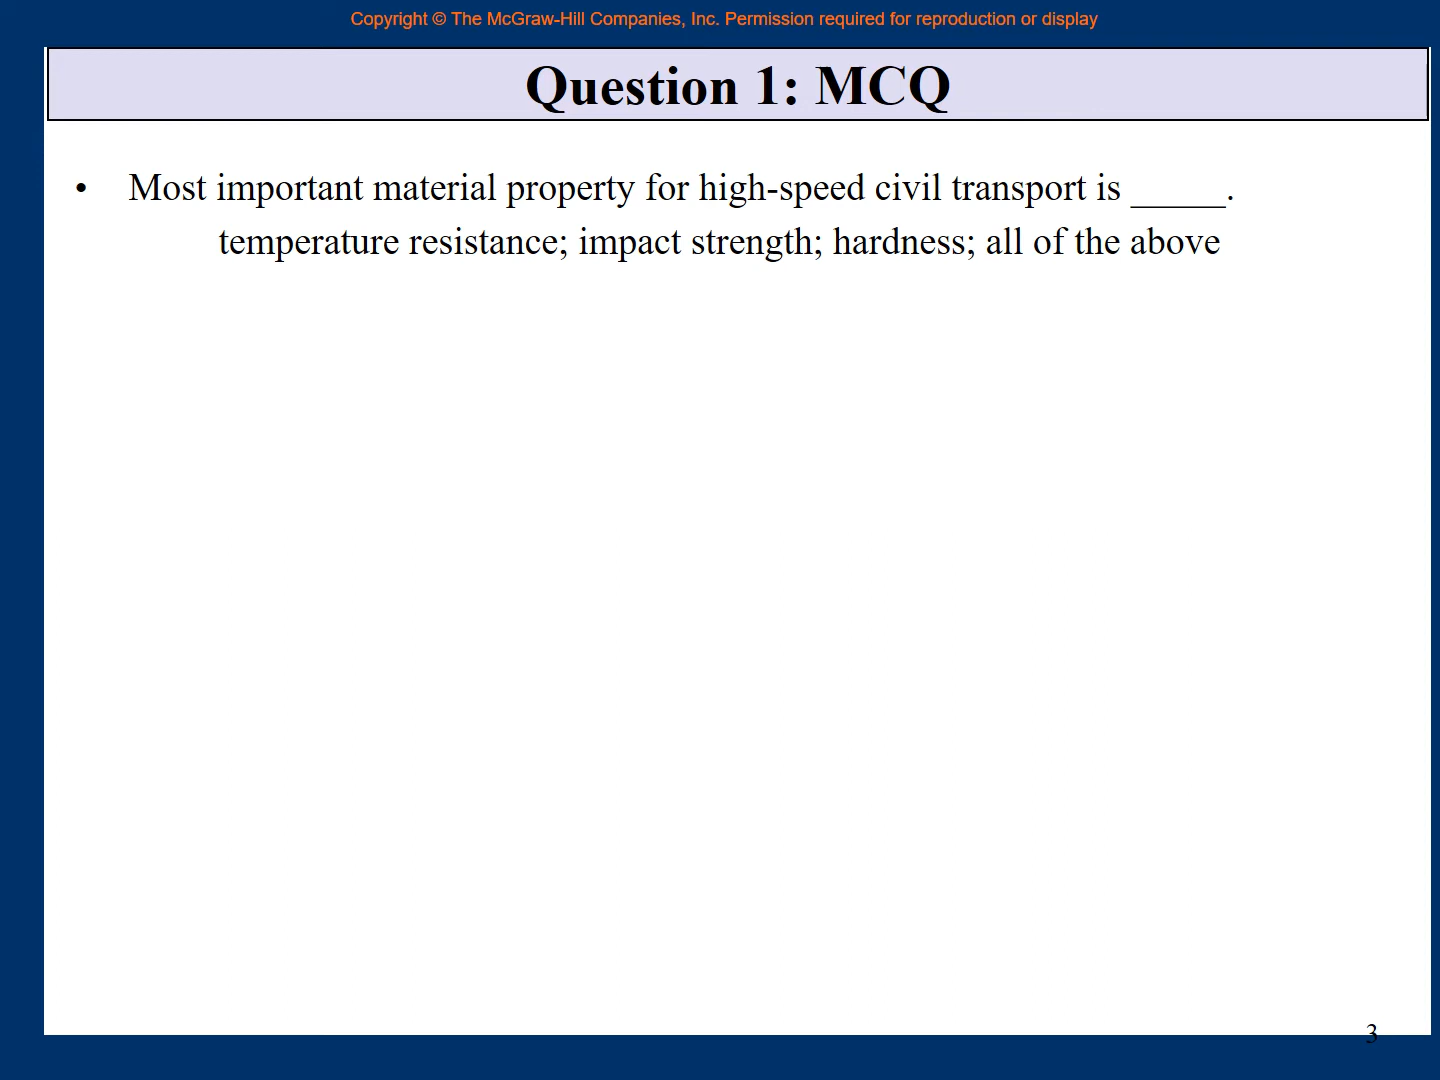 Copyright © The McGraw-Hill Companies, Inc. Permission required for reproduction or display
Question 1: MCQ
• Most important material property for high-speed civil transport is _____.
temperature resistance; impact strength; hardness; all of the above
3